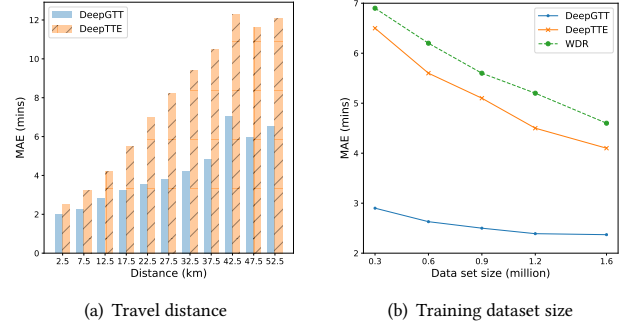 DeepGTT
DeepTTE
MAE (mins)
12
10
8
6
4
2
0
2.5 7.5 12.5 17.5 22.5 27.5 32.5 37.5 42.5 47.5 52.5
Distance (km)
(a) Travel distance
DeepGTT
DeepTTE
WDR
MAE (mins)
7
6
5
4
3
2
0.3 0.6 0.9 1.2 1.6
Data set size (million)
(b) Training dataset size